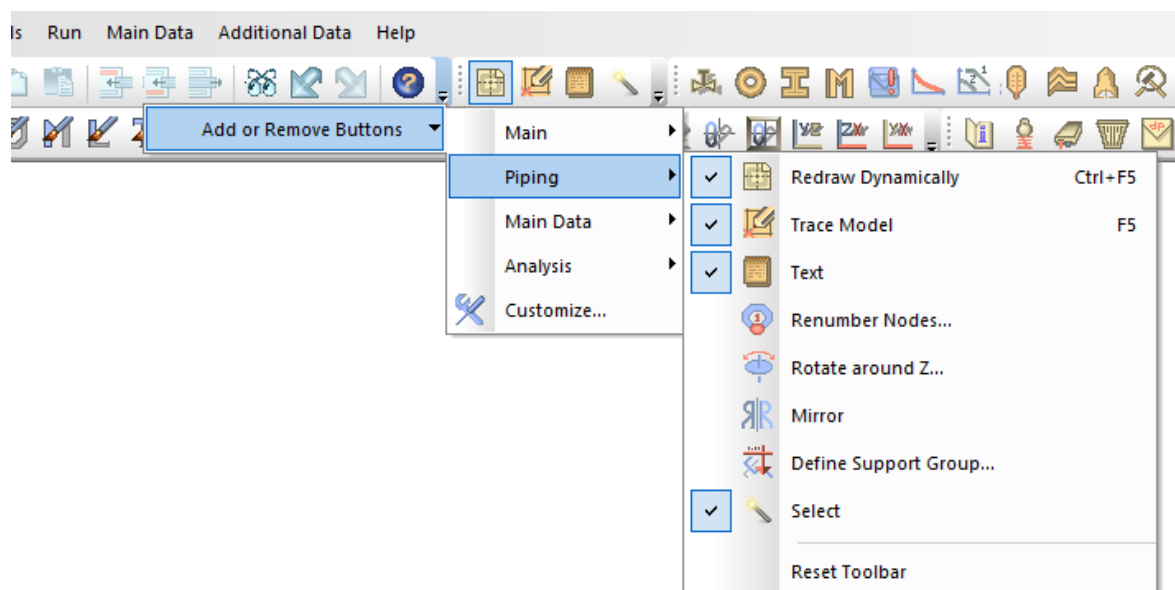 ls Run Main Data Additional Data Help
Add or Remove Buttons
Main
Piping
Main Data
Analysis
Customize...
Redraw Dynamically Ctrl+F5
Trace Model F5
Text
Renumber Nodes...
Rotate around Z...
Mirror
Define Support Group...
Select
Reset Toolbar